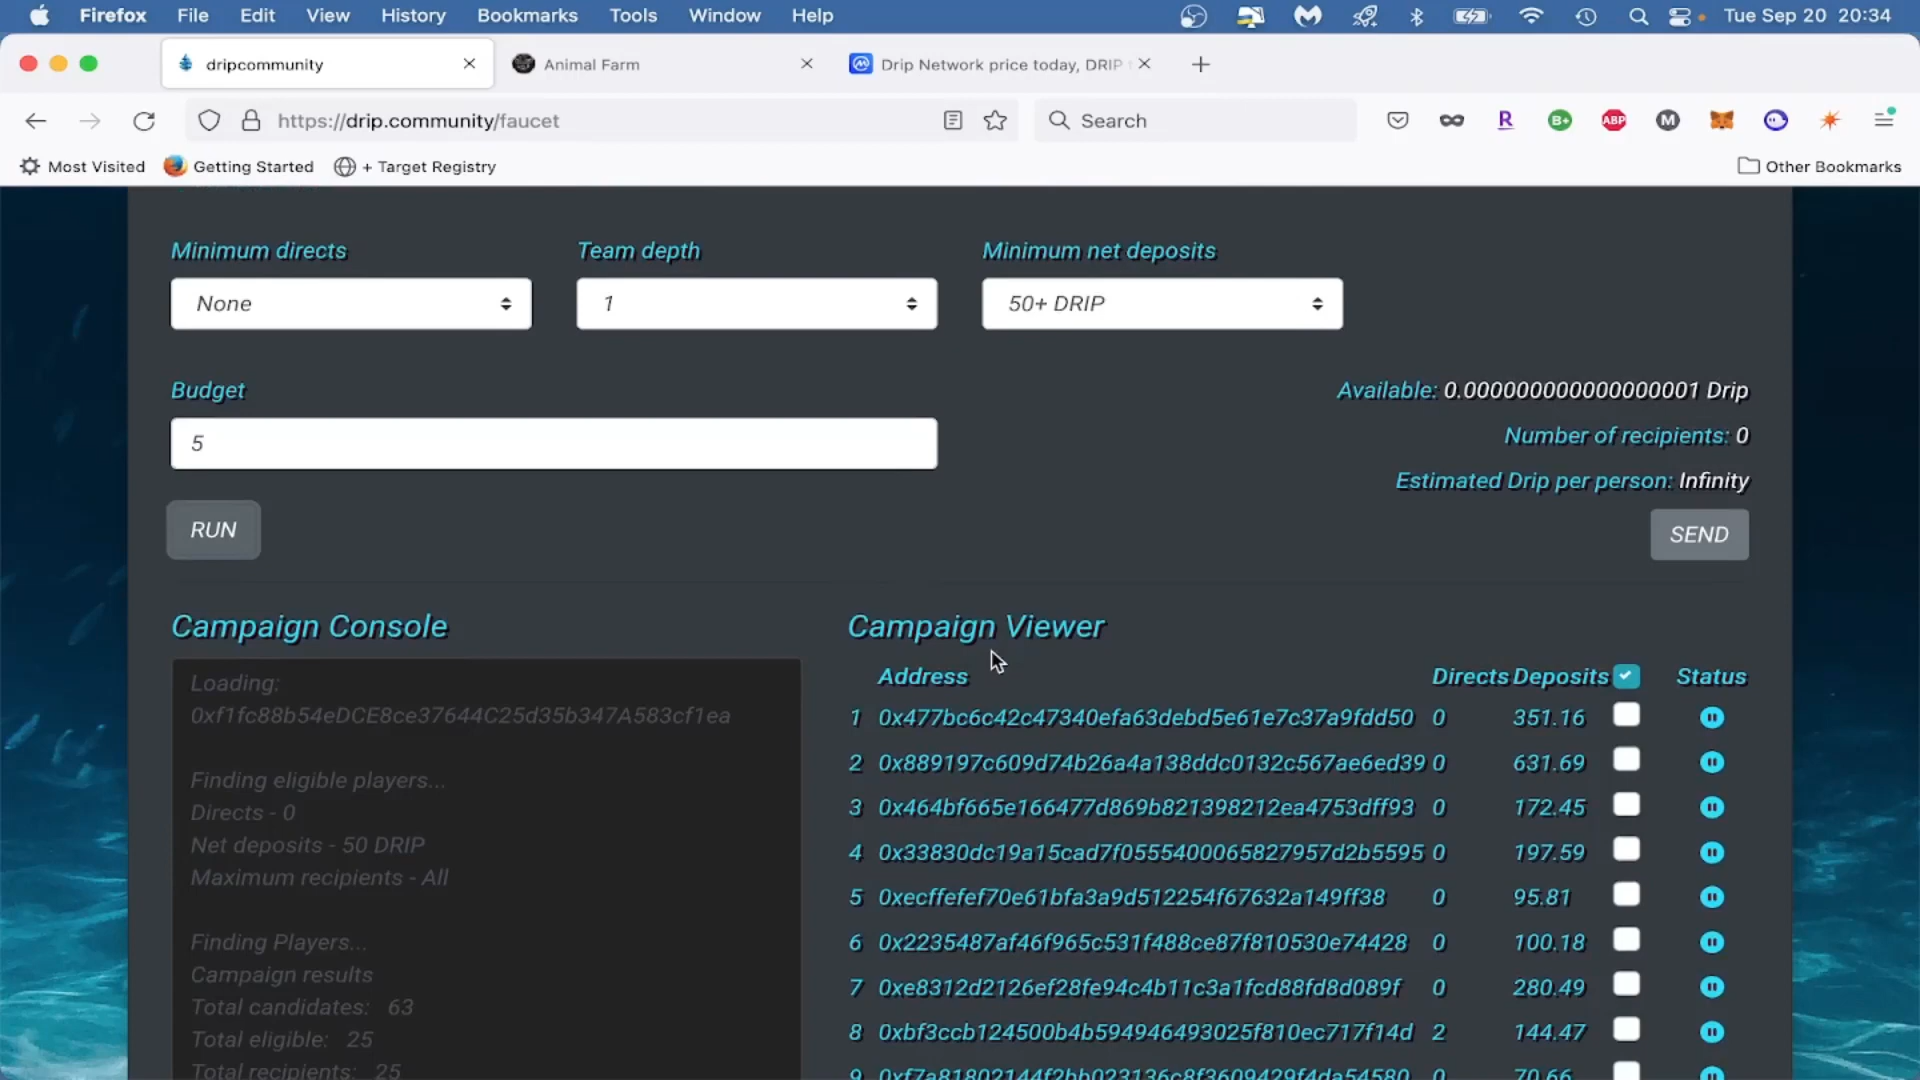 Firefox File Edit View History Bookmarks Tools Window Help Tue Sep 20 20:34
dripcommunity Animal Farm Drip Network price today, DRIP
https://drip.community/faucet Search
Most Visited Getting Started + Target Registry Other Bookmarks
Minimum directs Team depth Minimum net deposits
None 1 50+ DRIP
Budget
5
Available: 0.000000000000000001 Drip
Number of recipients: 0
Estimated Drip per person: Infinity
RUN SEND
Campaign Console
Loading:
0xf1fc88b54eDCE8ce37644C25d35b347A583cf1ea
Finding eligible players...
Directs - 0
Net deposits - 50 DRIP
Maximum recipients - All
Finding Players...
Campaign results
Total candidates: 63
Total eligible: 25
Total recipients: 25
Campaign Viewer
Address Directs Deposits Status
1 0x477bc6c42c47340efa63debd5e61e7c37a9fdd50 0 351.16
2 0x889197c609d74b26a4a138ddc0132c567ae6ed39 0 631.69
3 0x464bf665e166477d869b821398212ea4753dff93 0 172.45
4 0x33830dc19a15cad7f0555400065827957d2b5595 0 197.59
5 0xecffefef70e61bfa3a9d512254f67632a149ff38 0 95.81
6 0x2235487af46f965c531f488ce87f810530e74428 0 100.18
7 0xe8312d2126ef28fe94c4b11c3a1fcd88fd8d089f 0 280.49
8 0xbf3ccb124500b4b594946493025f810ec717f14d 2 144.47
9 0xf7a81802144f2bb023136c8f3609429f4da54580 0 70.66